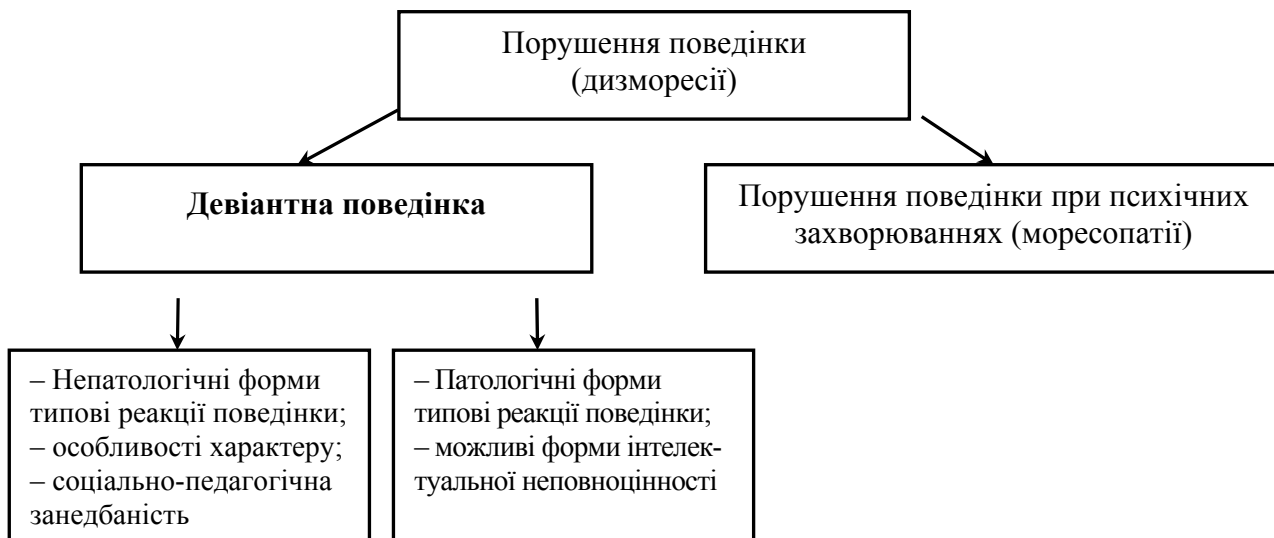 Порушення поведінки
(дизморесії)
Девіантна поведінка
Порушення поведінки при психічних
захворюваннях (моресопатії)
– Непатологічні форми
типові реакції поведінки;
– особливості характеру;
– соціально-педагогічна
занедбаність
– Патологічні форми
типові реакції поведінки;
– можливі форми інтелек-
туальної неповноцінності